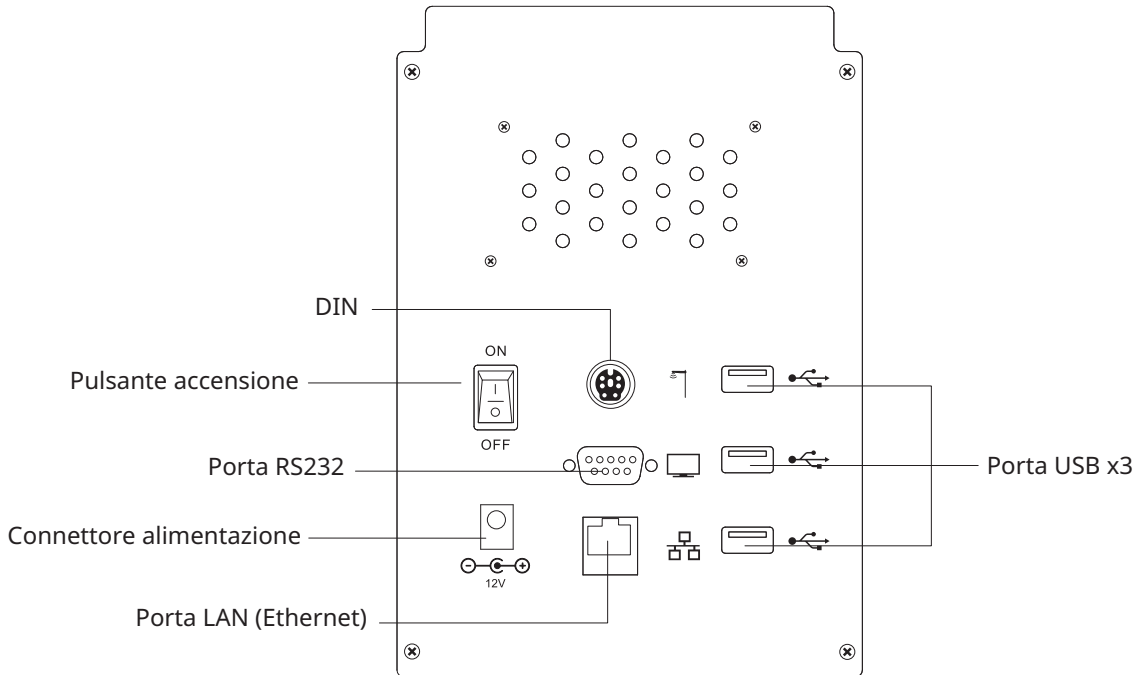 DIN
ON
Pulsante accensione
OFF
Porta RS232
Porta USB x3
Connettore alimentazione
12V
Porta LAN (Ethernet)